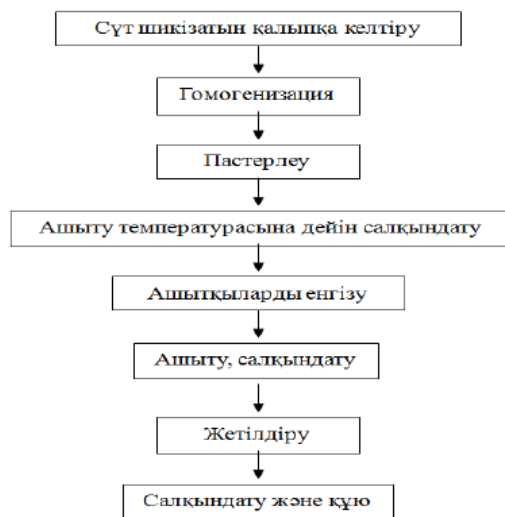 Сүт шикізатын қалыпқа келтіру
Гомогенизация
Пастерлеу
Ашыту температурасына дейін салқындату
Ашытқыларды енгізу
Ашыту, салқындату
Жетілдіру
Салқындату және құю